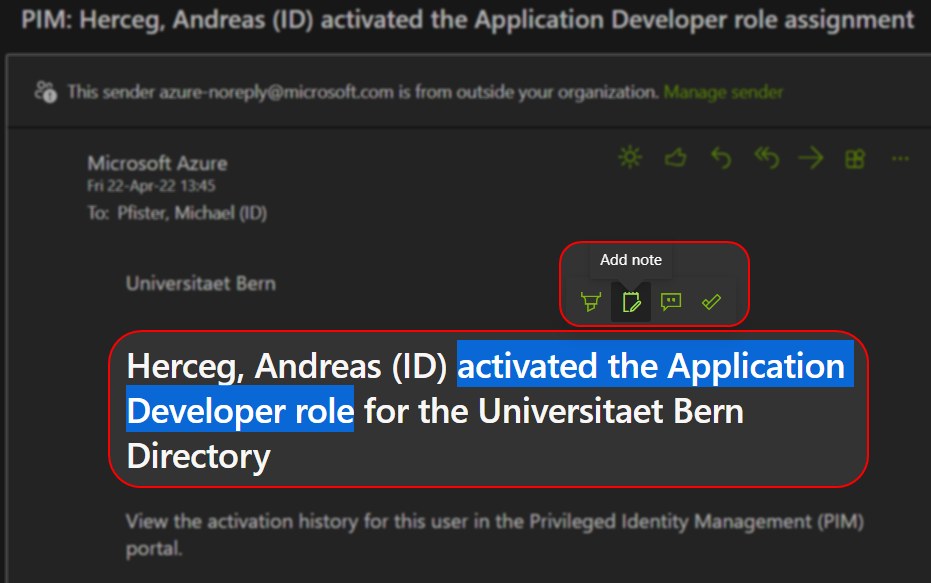 PIM: Herceg, Andreas (ID) activated the Application Developer role assignment
This sender azure-noreply@microsoft.com is from outside your organization. Manage sender
Microsoft Azure
Fri 22-Apr-22 13:45
To: Pfister, Michael (ID)
Universitaet Bern
Add note
Herceg, Andreas (ID) activated the Application
Developer role for the Universitaet Bern
Directory
View the activation history for this user in the Privileged Identity Management (PIM)
portal.